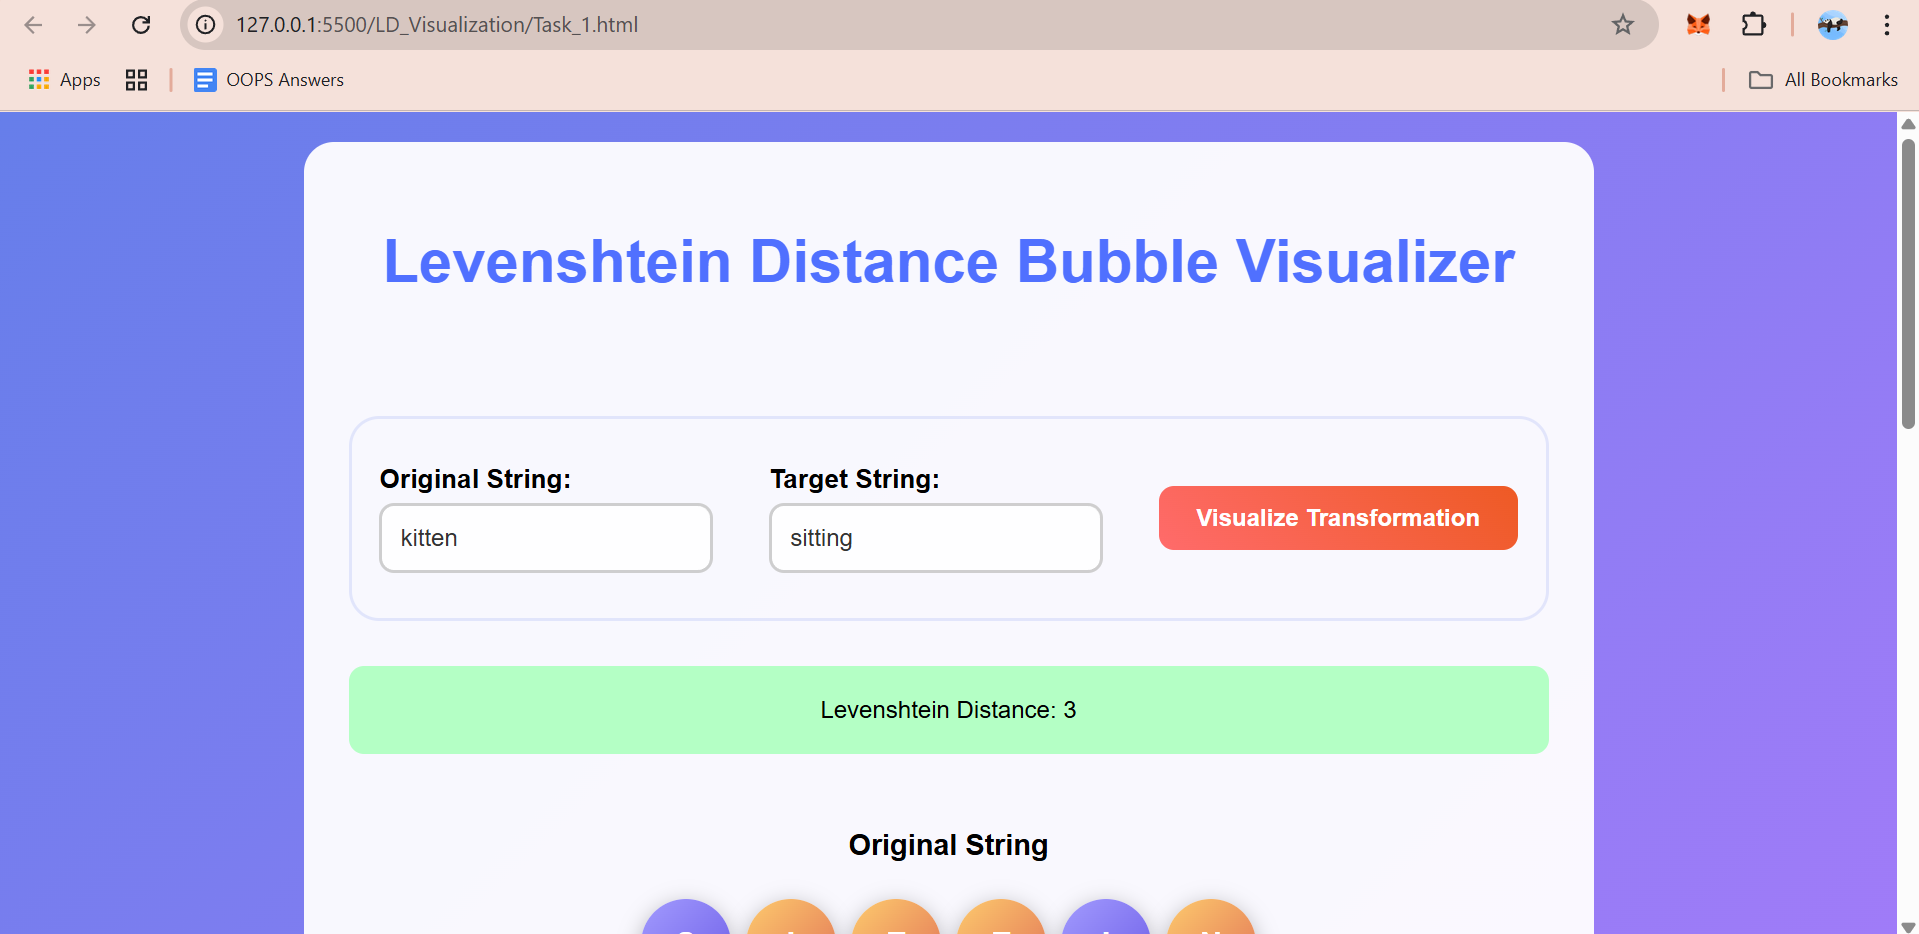 127.0.0.1:5500/LD_Visualization/Task_1.html
Apps
OOPS Answers
All Bookmarks
Levenshtein Distance Bubble Visualizer
Original String:
Target String:
kitten
sitting
Visualize Transformation
Levenshtein Distance: 3
Original String